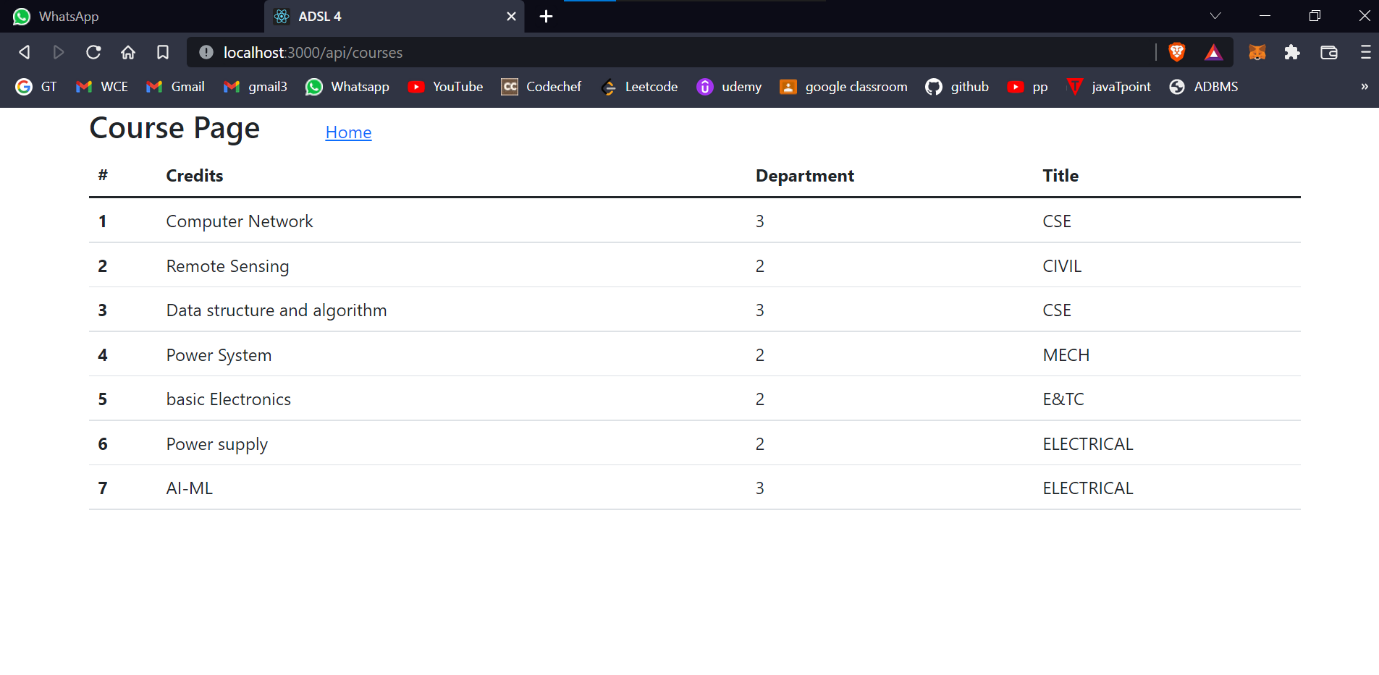 WhatsApp ADSL 4
localhost:3000/api/courses
GT WCE Gmail gmail3 Whatsapp YouTube CC Codechef Leetcode udemy google classroom github pp javaTpoint ADBMS »
Course Page Home
# Credits Department Title
1 Computer Network 3 CSE
2 Remote Sensing 2 CIVIL
3 Data structure and algorithm 3 CSE
4 Power System 2 MECH
5 basic Electronics 2 E&TC
6 Power supply 2 ELECTRICAL
7 AI-ML 3 ELECTRICAL